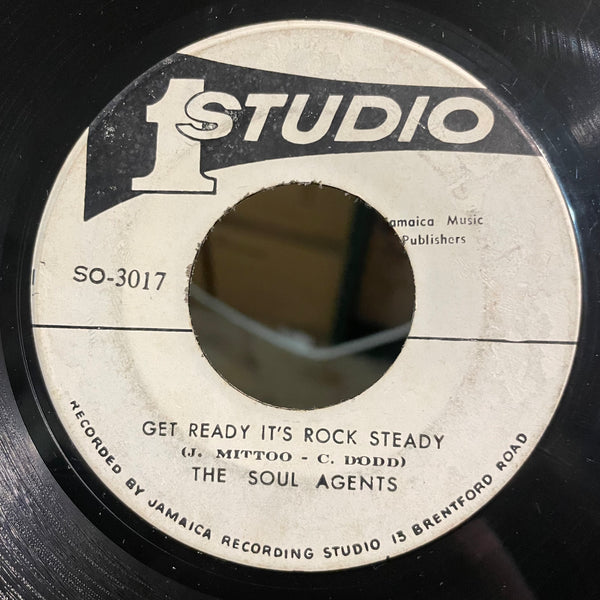 1 STUDIO
amaica Music
Publishers
SO-3017
GET READY IT'S ROCK STEADY
(J. MITTOO - C. DODD)
THE SOUL AGENTS
RECORDED BY JAMAICA RECORDING STUDIO 13 BRENTFORD ROAD